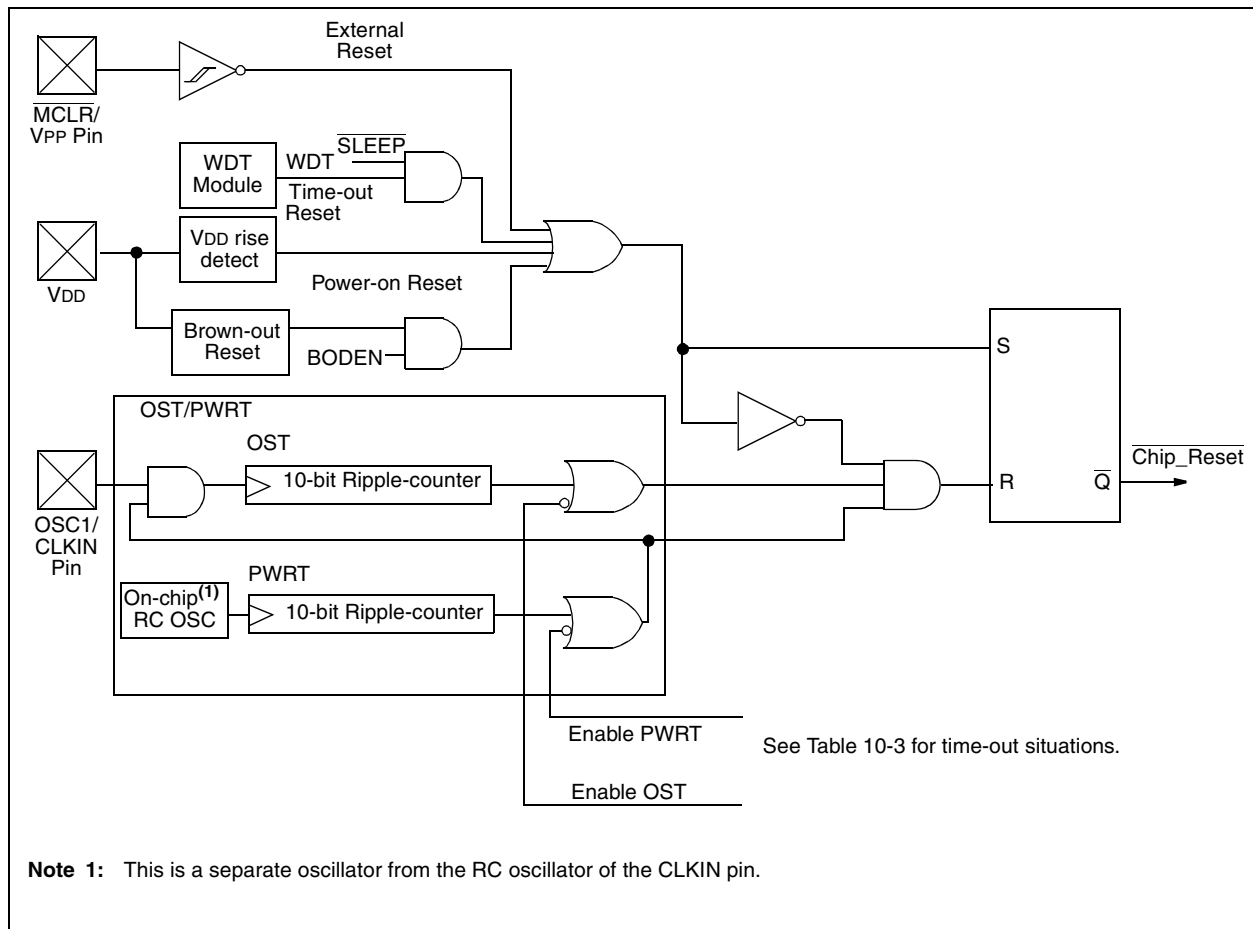 External
Reset
MCLR/
VPP Pin
SLEEP
WDT
Module
WDT
Time-out
Reset
VDD rise
detect
VDD
Power-on Reset
Brown-out
Reset
BODEN
S
OST/PWRT
OST
10-bit Ripple-counter
Chip_Reset
R
Q
OSC1/
CLKIN
Pin
PWRT
On-chip(1)
RC OSC
10-bit Ripple-counter
Enable PWRT
See Table 10-3 for time-out situations.
Enable OST
Note 1: This is a separate oscillator from the RC oscillator of the CLKIN pin.